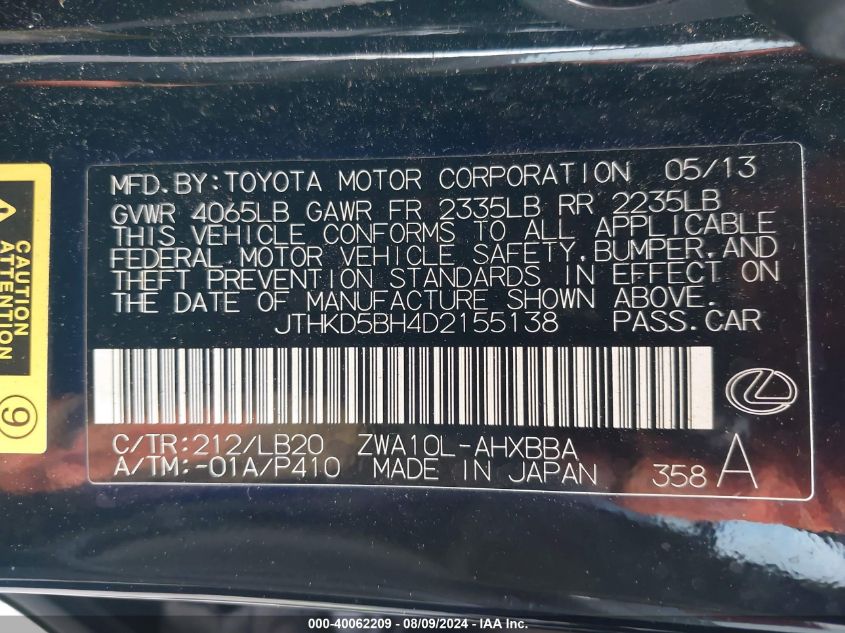 MFD.BY:TOYOTA MOTOR CORPORATION 05/13
GVWR 4065LB GAWR FR 2335LB RR 2235LB
THIS VEHICLE CONFORMS TO ALL APPLICABLE
FEDERAL MOTOR VEHICLE SAFETY, BUMPER, AND
THEFT PREVENTION STANDARDS IN EFFECT ON
THE DATE OF MANUFACTURE SHOWN ABOVE.
JTHKD5BH4D2155138 PASS.CAR
C/TR:212/LB20 ZWA10L-AHXBBA
A/TM:-01A/P410 MADE IN JAPAN 358 A
CAUTION
ATTENTION
9
000-40062209 - 08/09/2024 - IAA Inc.